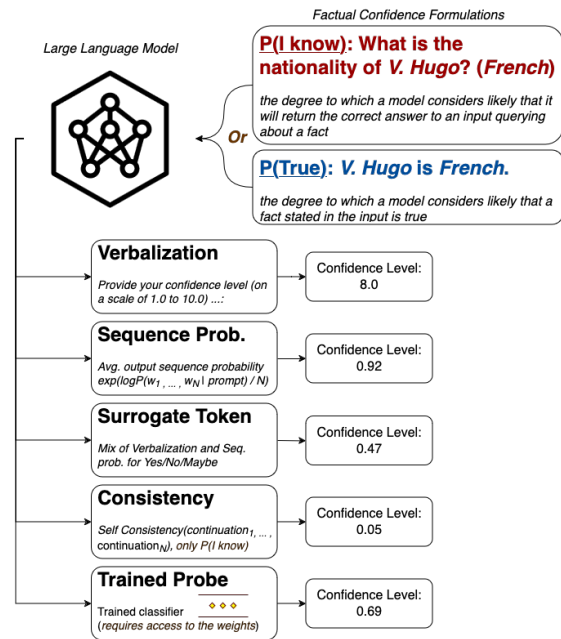 Factual Confidence Formulations
Large Language Model
P(I know): What is the
nationality of V. Hugo? (French)
the degree to which a model considers likely that it
will return the correct answer to an input querying
about a fact
Or
P(True): V. Hugo is French.
the degree to which a model considers likely that a
fact stated in the input is true
Verbalization
Provide your confidence level (on
a scale of 1.0 to 10.0) ...:
Confidence Level:
8.0
Sequence Prob.
Avg. output sequence probability
exp(logP(w1, ... , wN | prompt) / N)
Confidence Level:
0.92
Surrogate Token
Mix of Verbalization and Seq.
prob. for Yes/No/Maybe
Confidence Level:
0.47
Consistency
Self Consistency(continuation1, ... ,
continuationN), only P(I know)
Confidence Level:
0.05
Trained Probe
Trained classifier
(requires access to the weights)
Confidence Level:
0.69